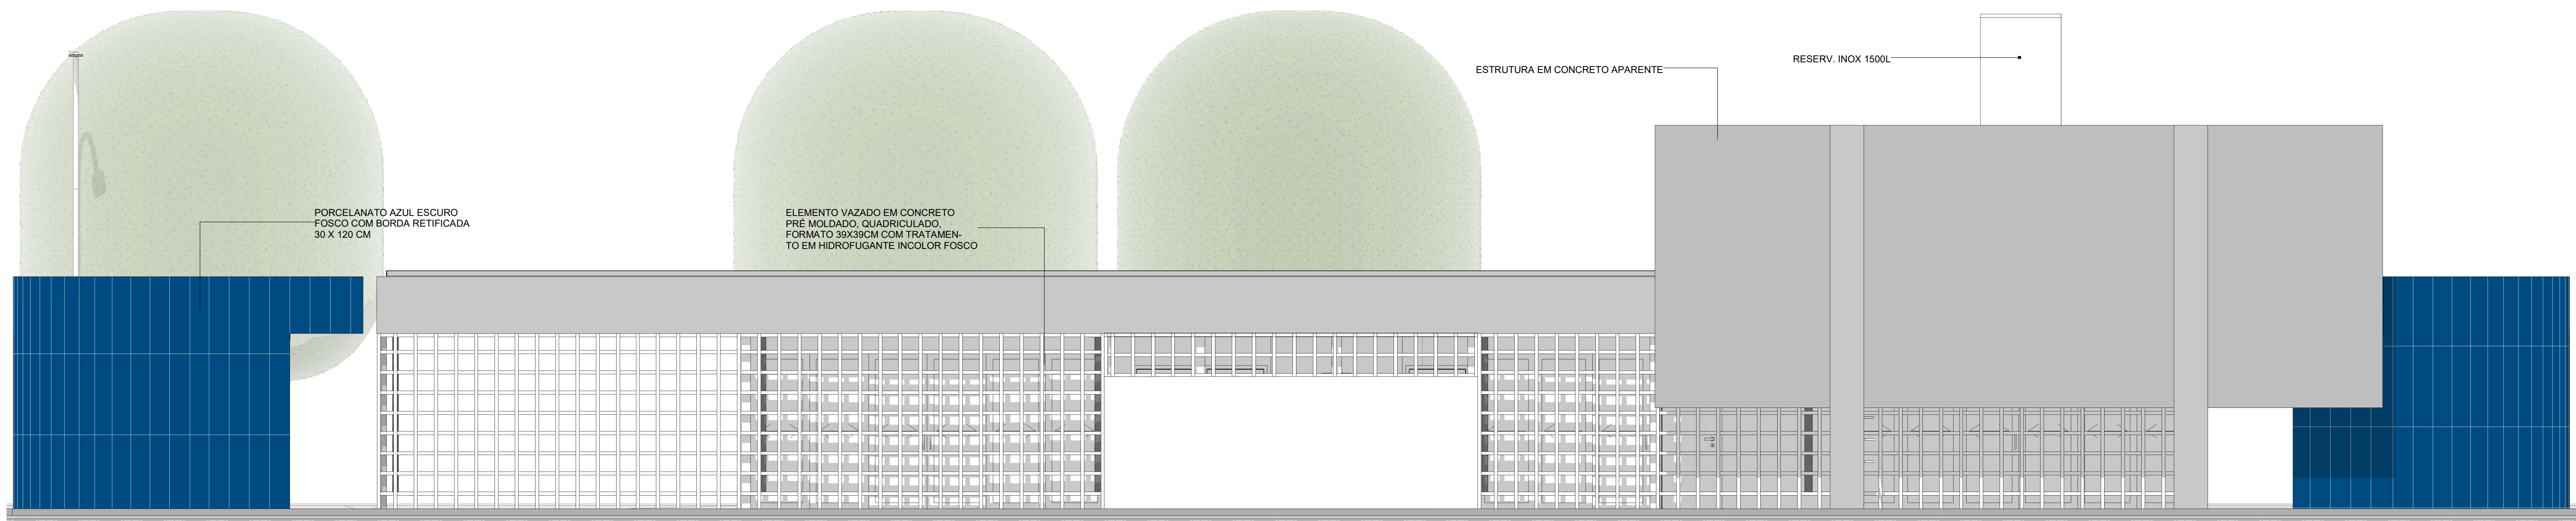 PORCELANATO AZUL ESCURO
FOSCO COM BORDA RETIFICADA
30 X 120 CM
ELEMENTO VAZADO EM CONCRETO
PRÉ MOLDADO, QUADRICULADO,
FORMATO 39X39CM COM TRATAMEN-
TO EM HIDROFUGANTE INCOLOR FOSCO
ESTRUTURA EM CONCRETO APARENTE
RESERV. INOX 1500L